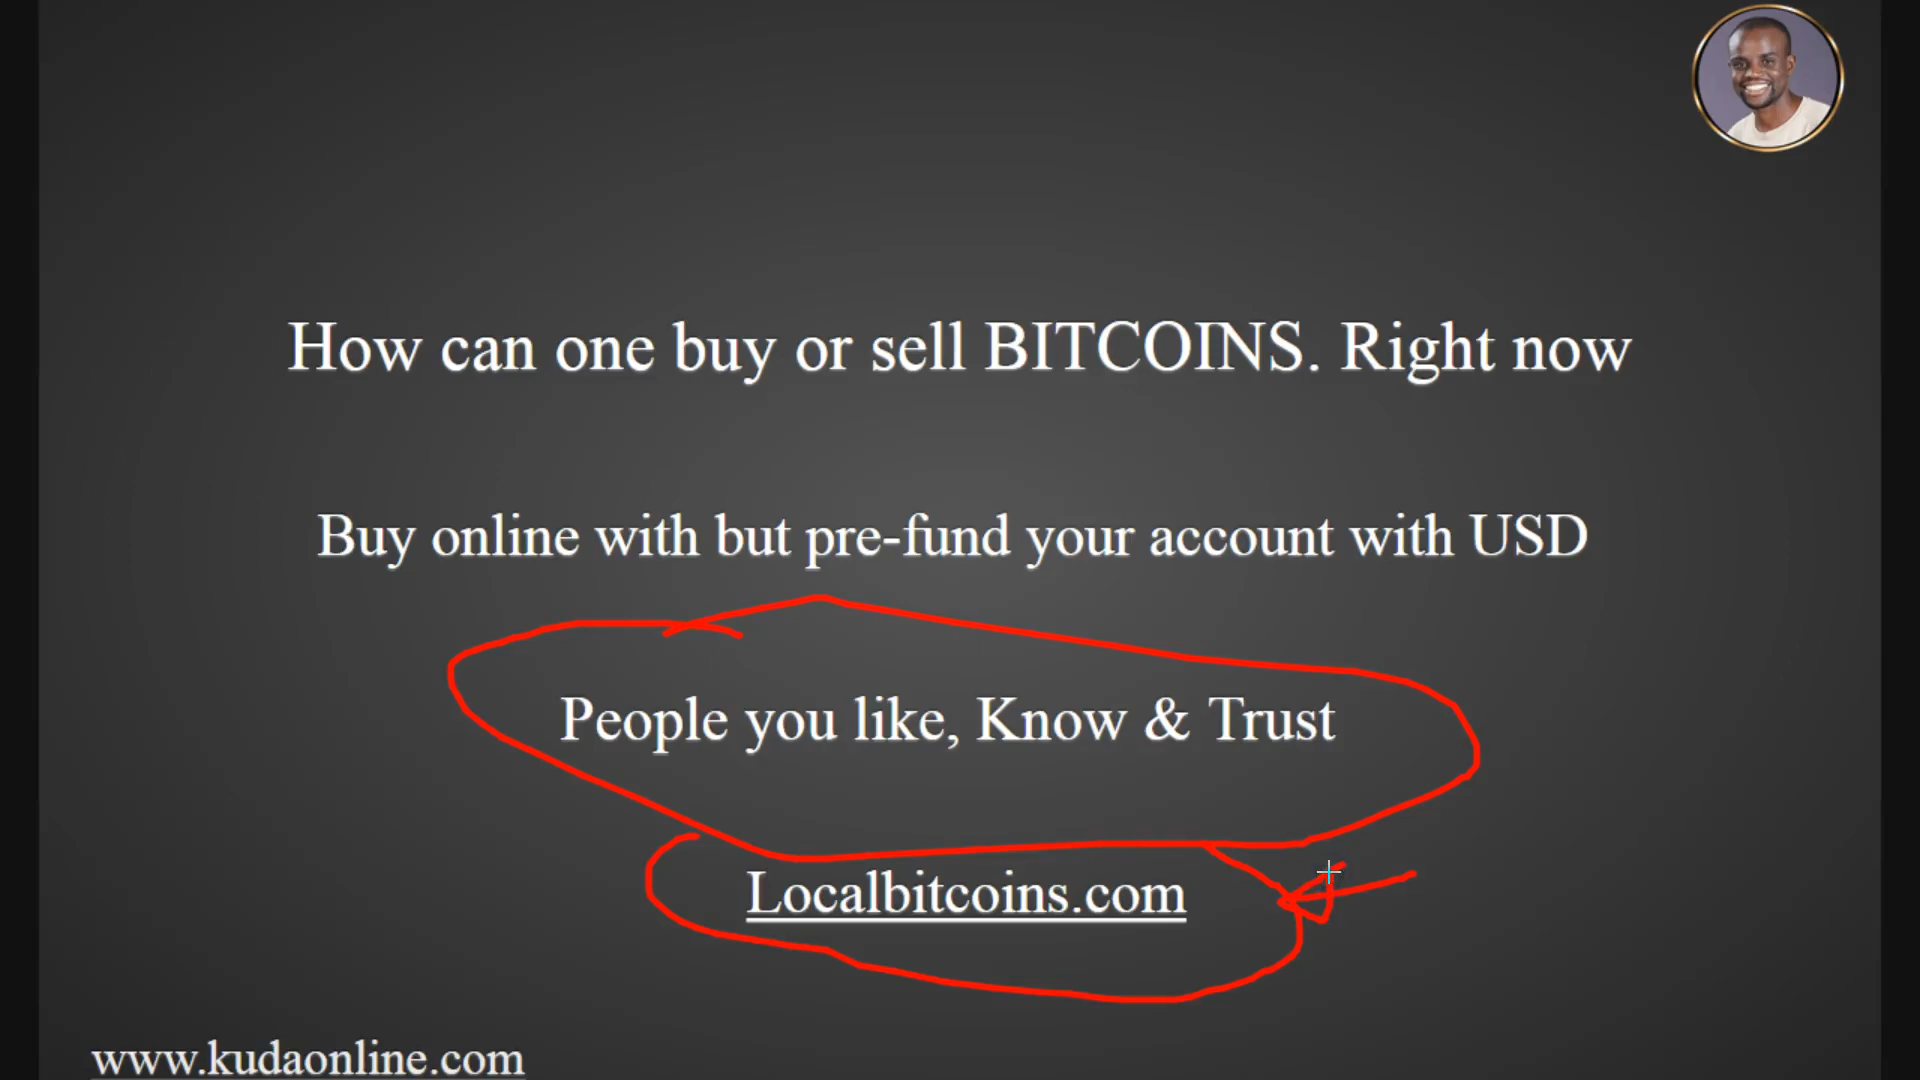 How can one buy or sell BITCOINS. Right now
Buy online with but pre-fund your account with USD
People you like, Know & Trust
Localbitcoins.com
www.kudaonline.com